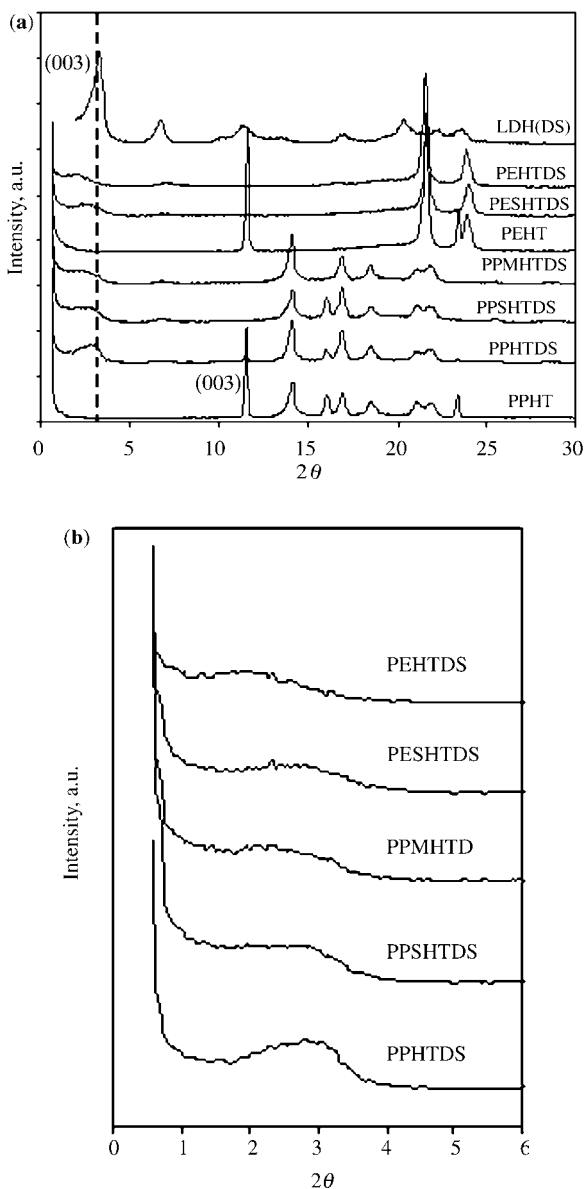 (a)
(003)
LDH(DS)
PEHTDS
PESHTDS
PEHT
PPMHTDS
PPSHTDS
PPHTDS
(003)
PPHT
Intensity, a.u.
0 5 10 15 20 25 30
2θ
(b)
PEHTDS
PESHTDS
PPMHTD
PPSHTDS
PPHTDS
Intensity, a.u.
0 1 2 3 4 5 6
2θ